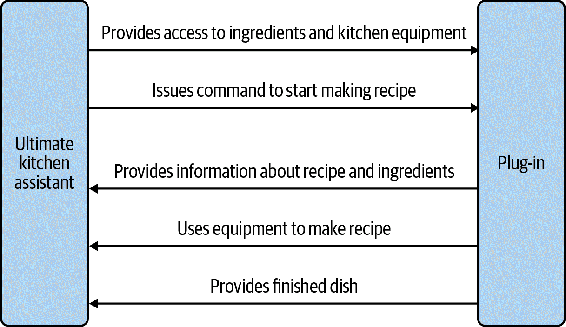 Provides access to ingredients and kitchen equipment
Issues command to start making recipe
Ultimate
kitchen
assistant
Plug-in
Provides information about recipe and ingredients
Uses equipment to make recipe
Provides finished dish